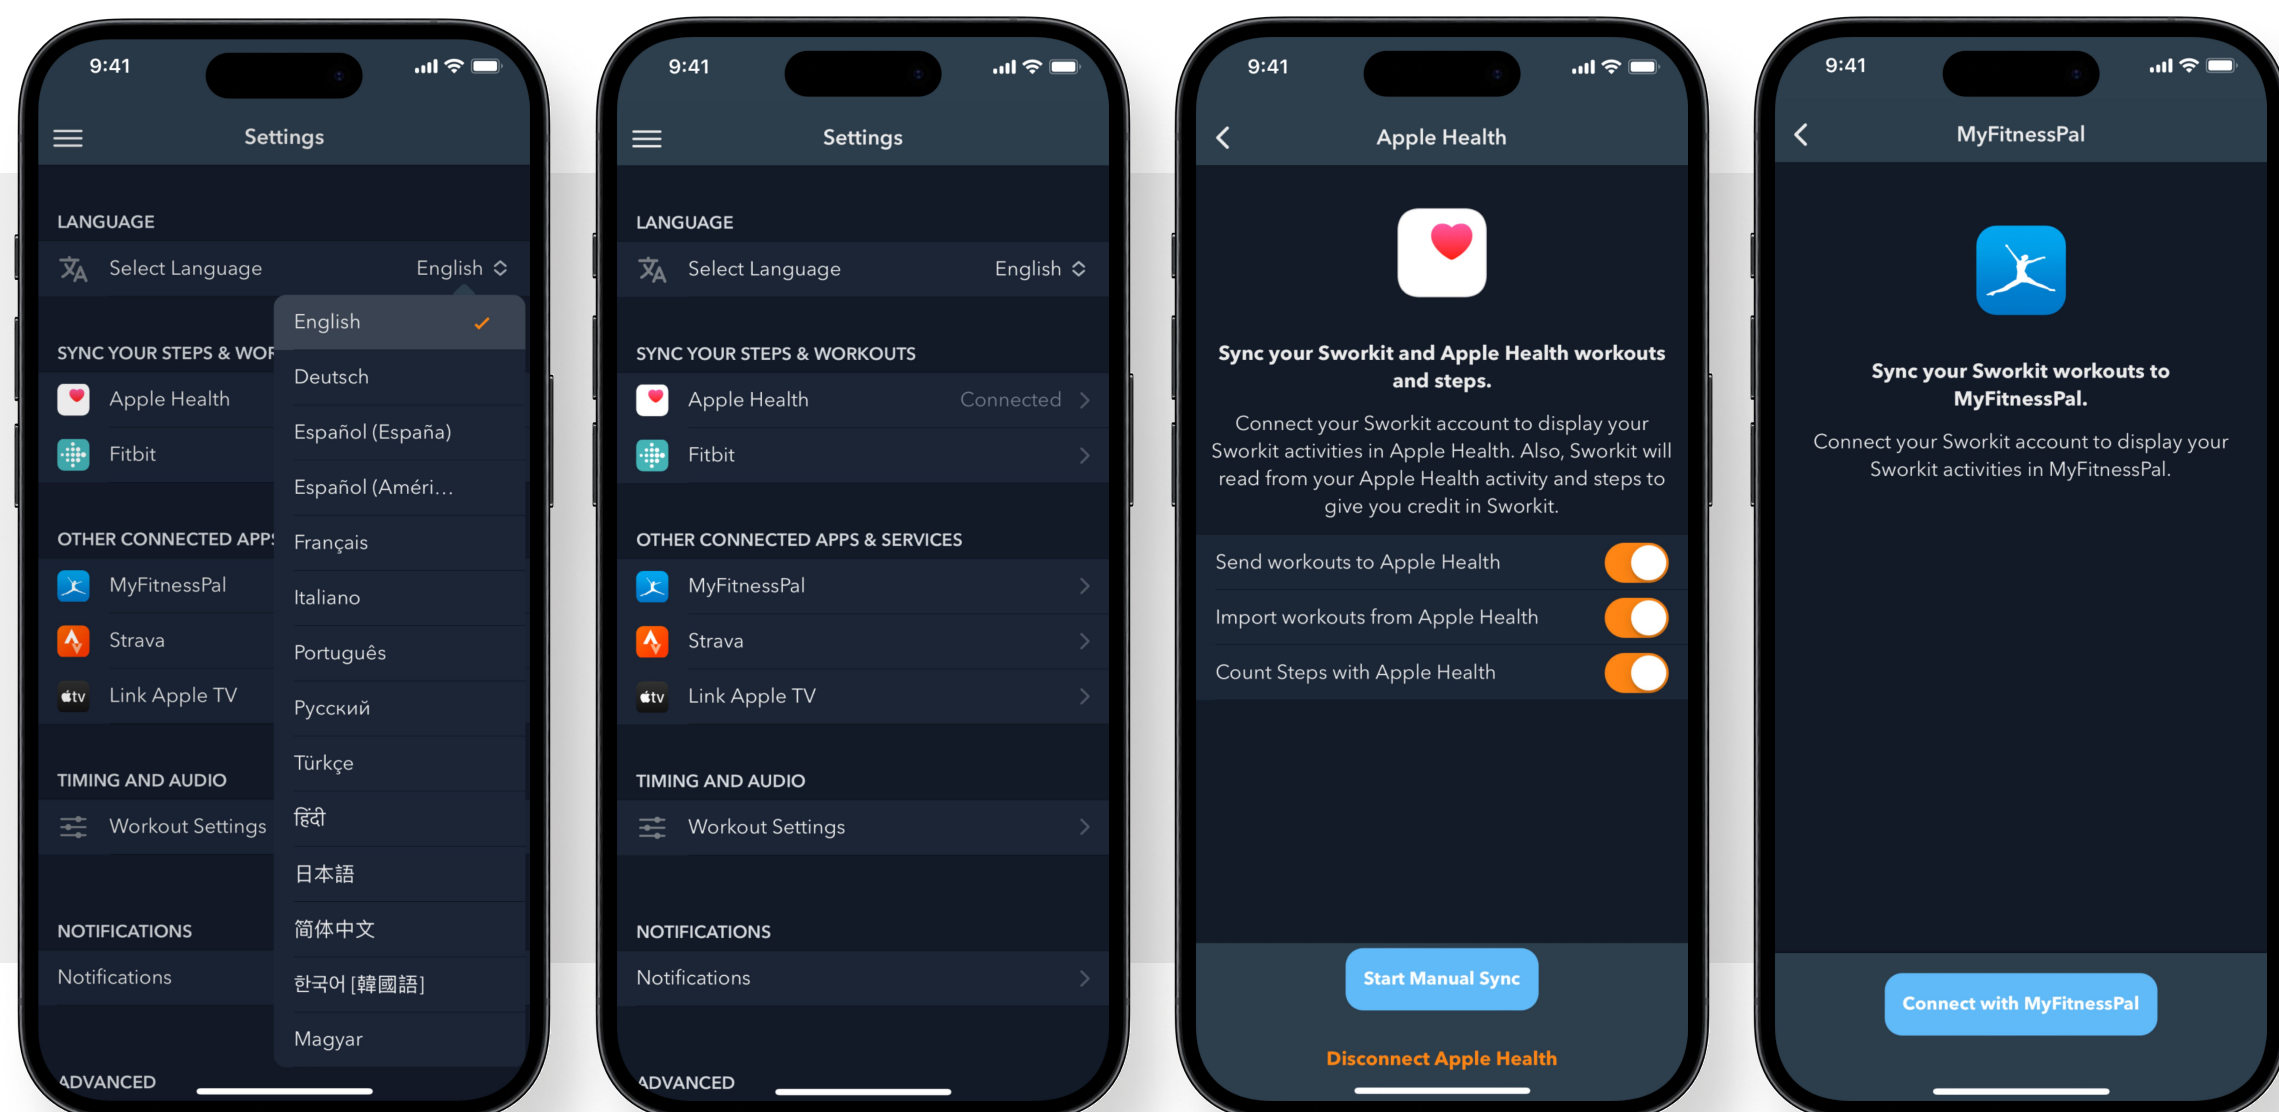 9:41
Settings
LANGUAGE
Select Language English
SYNC YOUR STEPS & WOR
Apple Health
Fitbit
OTHER CONNECTED APPS
MyFitnessPal
Strava
tv Link Apple TV
TIMING AND AUDIO
Workout Settings
NOTIFICATIONS
Notifications
ADVANCED
English
Deutsch
Español (España)
Español (Améri...
Français
Italiano
Português
Русский
Türkçe
हिंदी
日本語
简体中文
한국어 [韓國語]
Magyar
9:41
Settings
LANGUAGE
Select Language English
SYNC YOUR STEPS & WORKOUTS
Apple Health Connected
Fitbit
OTHER CONNECTED APPS & SERVICES
MyFitnessPal
Strava
tv Link Apple TV
TIMING AND AUDIO
Workout Settings
NOTIFICATIONS
Notifications
ADVANCED
9:41
Apple Health
Sync your Sworkit and Apple Health workouts
and steps.
Connect your Sworkit account to display your
Sworkit activities in Apple Health. Also, Sworkit will
read from your Apple Health activity and steps to
give you credit in Sworkit.
Send workouts to Apple Health
Import workouts from Apple Health
Count Steps with Apple Health
Start Manual Sync
Disconnect Apple Health
9:41
MyFitnessPal
Sync your Sworkit workouts to
MyFitnessPal.
Connect your Sworkit account to display your
Sworkit activities in MyFitnessPal.
Connect with MyFitnessPal